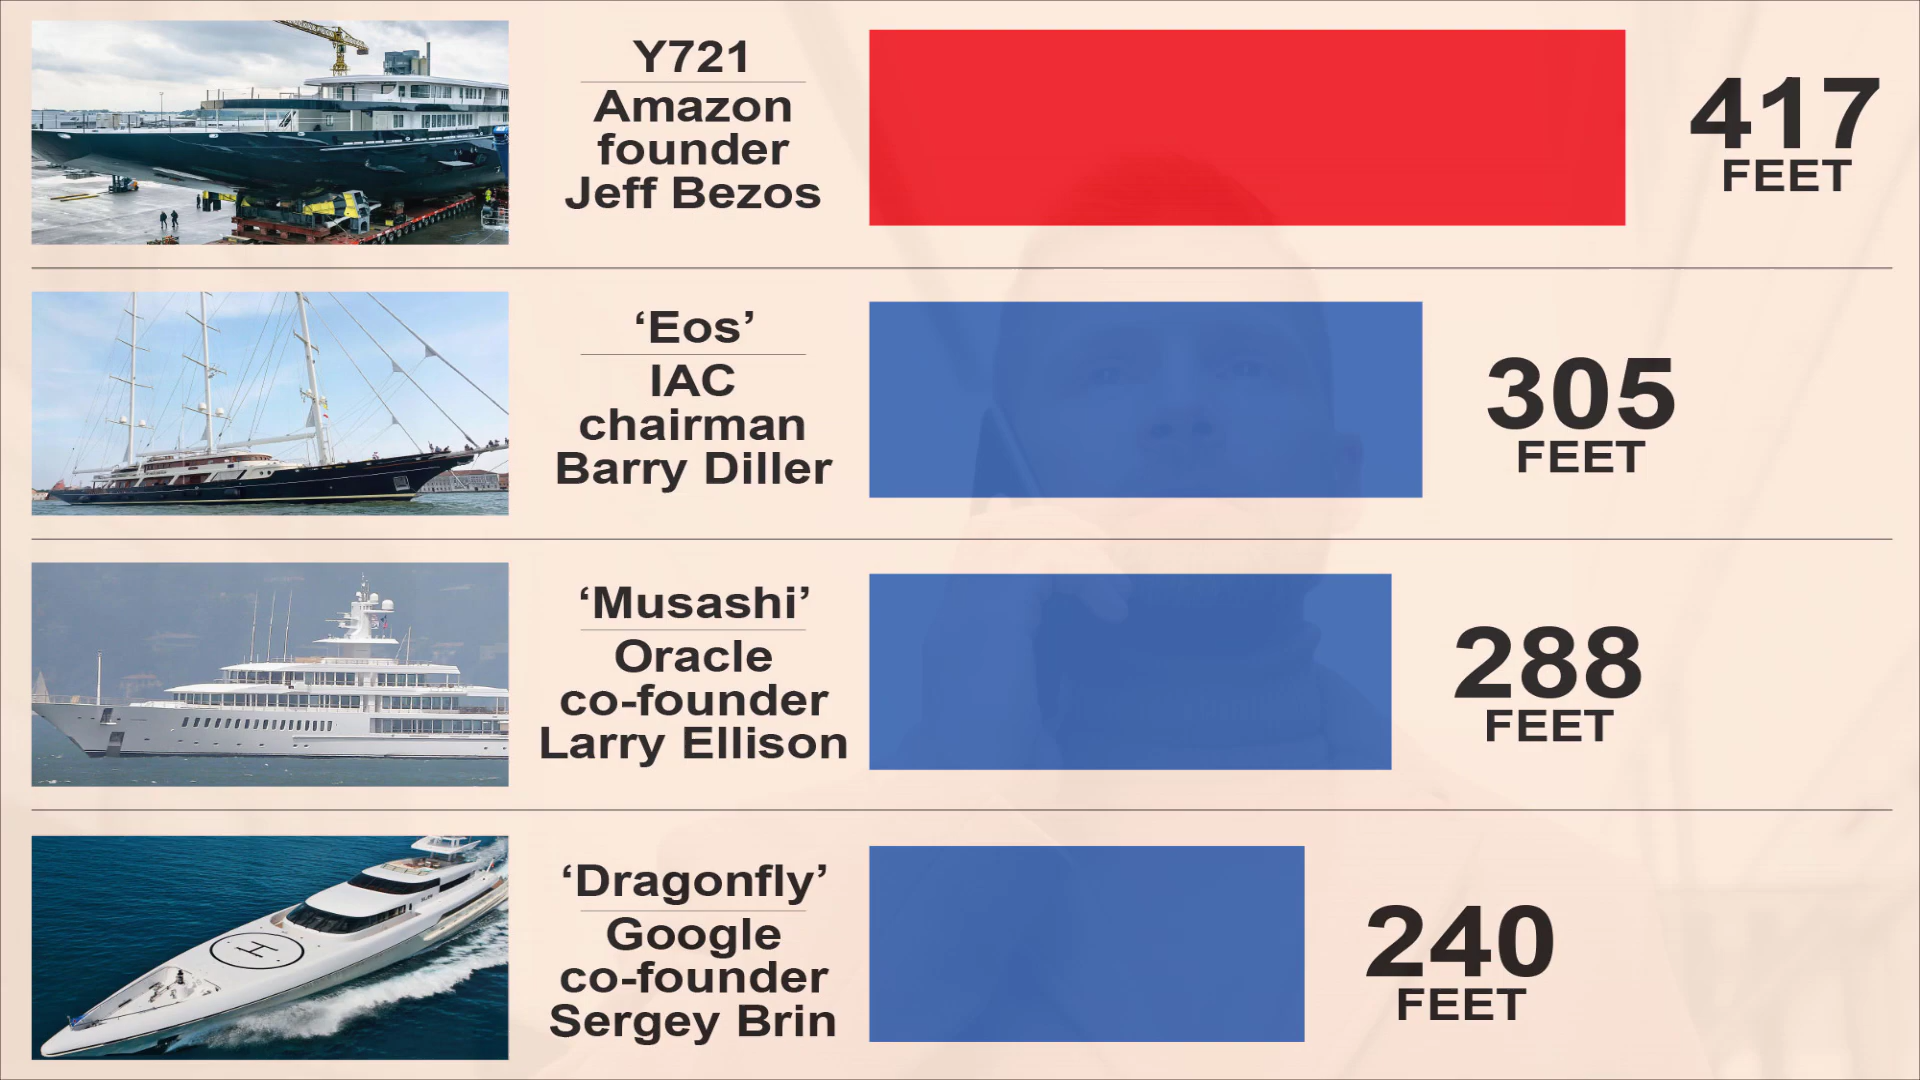 Y721
Amazon
founder
Jeff Bezos
417
FEET
‘Eos’
IAC
chairman
Barry Diller
305
FEET
‘Musashi’
Oracle
co-founder
Larry Ellison
288
FEET
‘Dragonfly’
Google
co-founder
Sergey Brin
240
FEET